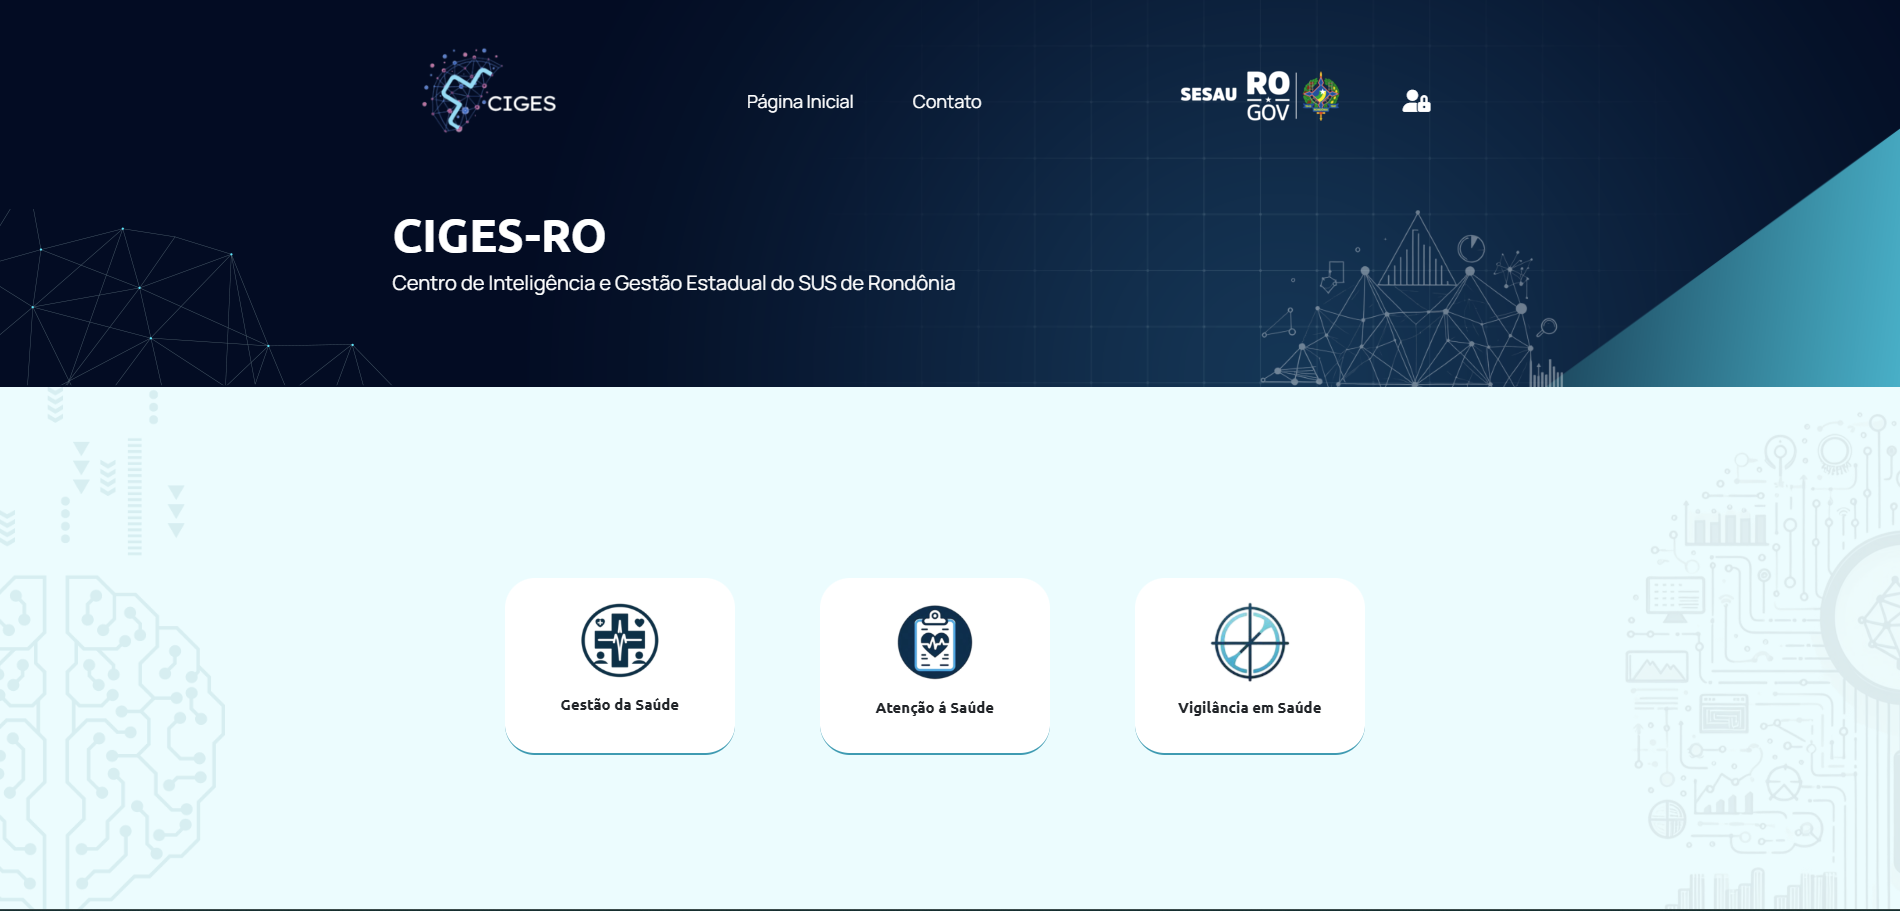 CIGES
Página Inicial
Contato
SESAU
RO
GOV
CIGES-RO
Centro de Inteligência e Gestão Estadual do SUS de Rondônia
Gestão da Saúde
Atenção á Saúde
Vigilância em Saúde